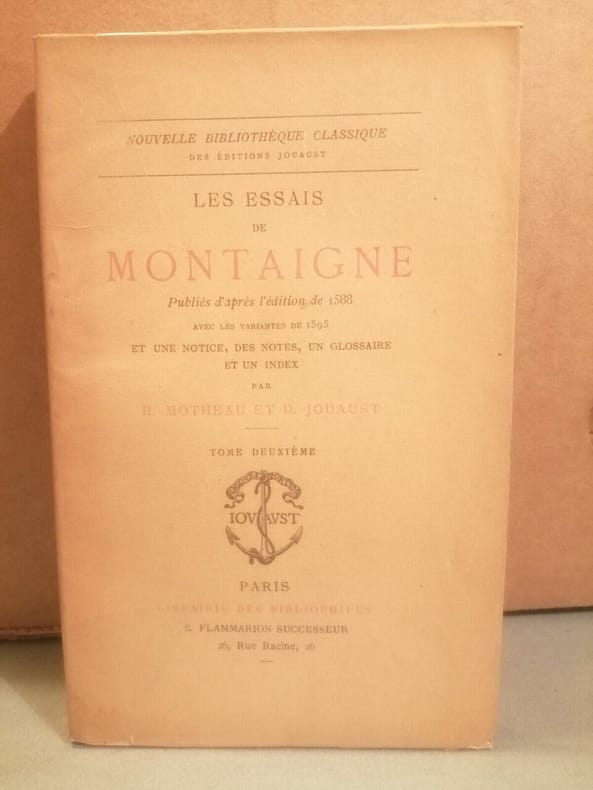 NOUVELLE BIBLIOTHÈQUE CLASSIQUE
DES ÉDITIONS JOUAUST
LES ESSAIS
DE
MONTAIGNE
Publiés d'après l'édition de 1588
AVEC LES VARIANTES DE 1595
ET UNE NOTICE, DES NOTES, UN GLOSSAIRE
ET UN INDEX
PAR
H. MOTHEAU ET D. JOUAUST
TOME DEUXIÈME
IOVAVST
PARIS
LIBRAIRIE DES BIBLIOPHILES
E. FLAMMARION SUCCESSEUR
26, Rue Racine, 26